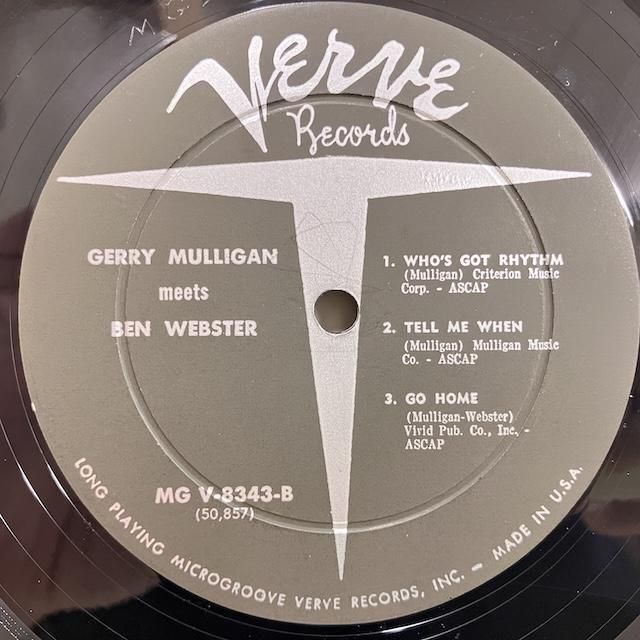 Verve
Records
GERRY MULLIGAN
meets
BEN WEBSTER
1. WHO'S GOT RHYTHM
(Mulligan) Criterion Music
Corp. - ASCAP
2. TELL ME WHEN
(Mulligan) Mulligan Music
Co. - ASCAP
3. GO HOME
(Mulligan-Webster)
Vivid Pub. Co., Inc. -
ASCAP
MG V-8343-B
(50,857)
LONG PLAYING MICROGROOVE VERVE RECORDS, INC. — MADE IN U.S.A.